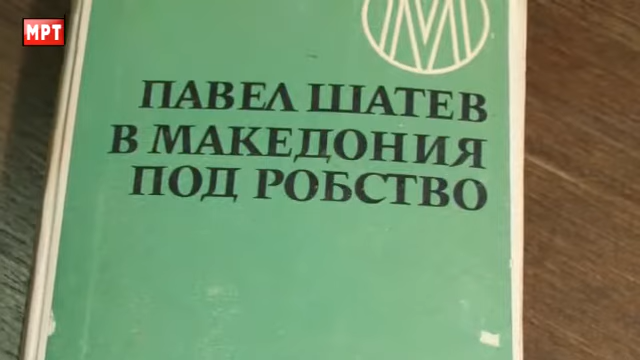 МРТ
М
ПАВЕЛ ШАТЕВ
В МАКЕДОНИЯ
ПОД РОБСТВО